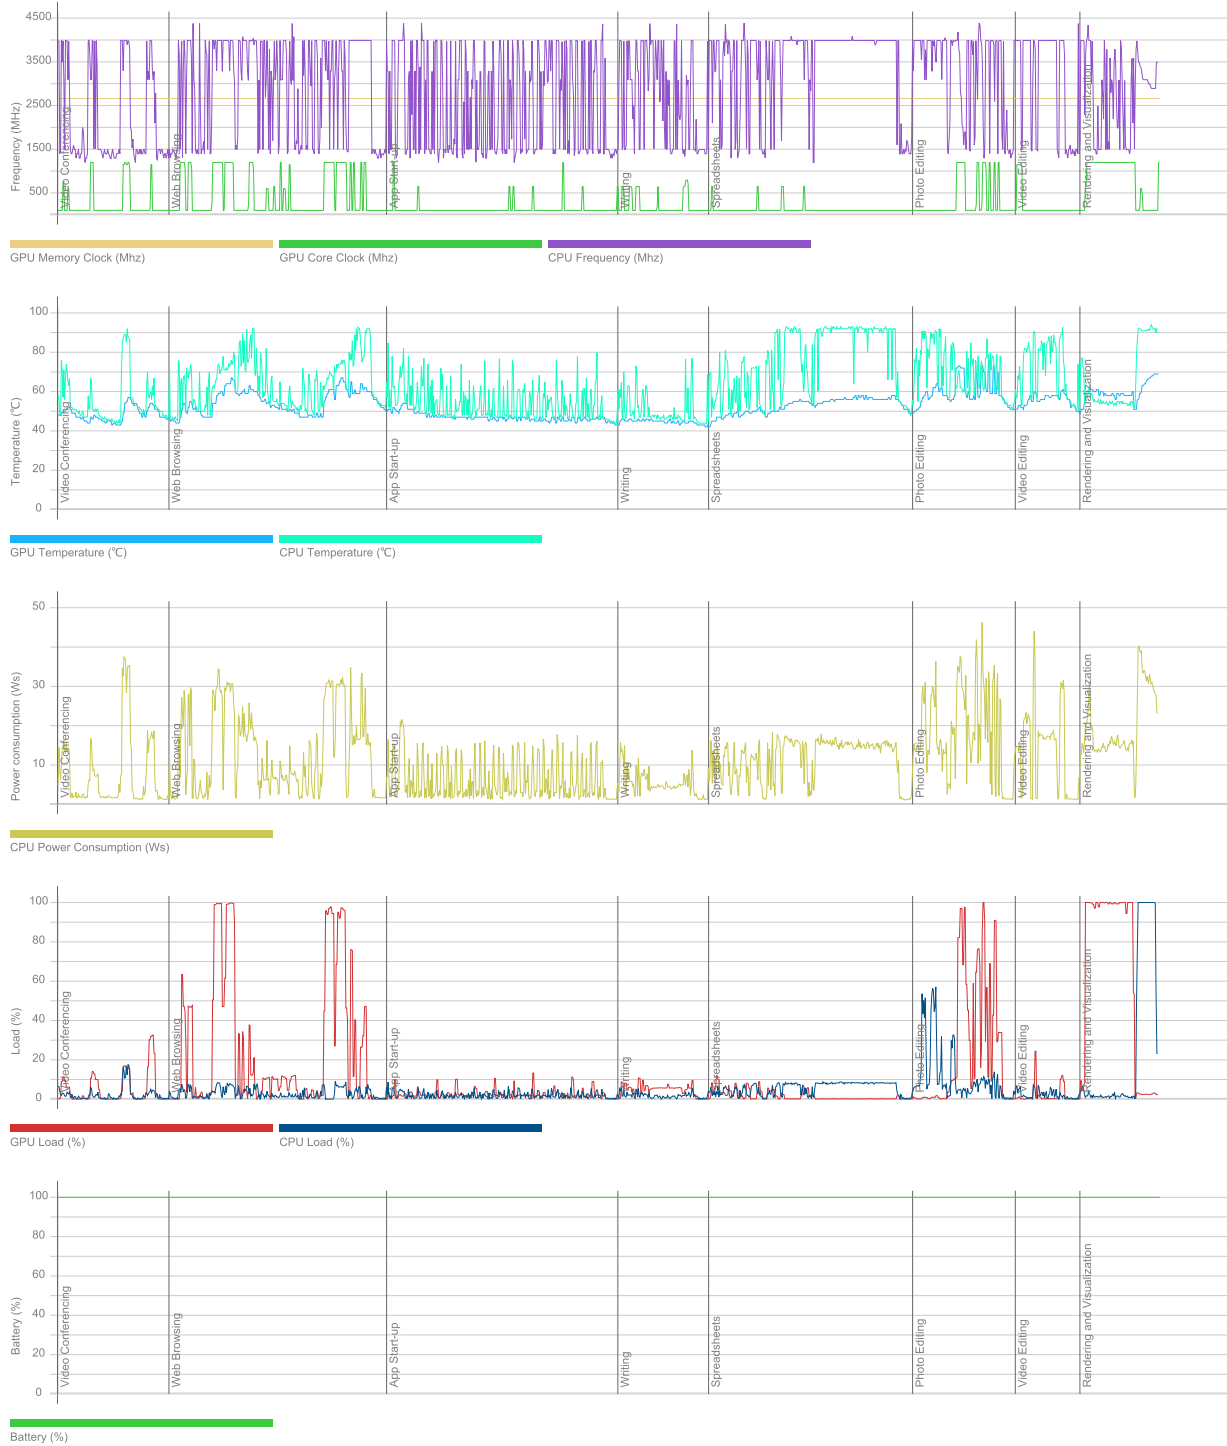 4500
3500
2500
1500
500
Frequency (MHz)
Video Conferencing
Web Browsing
App Start-up
Writing
Spreadsheets
Photo Editing
Video Editing
Rendering and Visualization
GPU Memory Clock (Mhz)
GPU Core Clock (Mhz)
CPU Frequency (Mhz)
100
80
60
40
20
0
Temperature (℃)
Video Conferencing
Web Browsing
App Start-up
Writing
Spreadsheets
Photo Editing
Video Editing
Rendering and Visualization
GPU Temperature (℃)
CPU Temperature (℃)
50
30
10
Power consumption (Ws)
Video Conferencing
Web Browsing
App Start-up
Writing
Spreadsheets
Photo Editing
Video Editing
Rendering and Visualization
CPU Power Consumption (Ws)
100
80
60
40
20
0
Load (%)
Video Conferencing
Web Browsing
App Start-up
Writing
Spreadsheets
Photo Editing
Video Editing
Rendering and Visualization
GPU Load (%)
CPU Load (%)
100
80
60
40
20
0
Battery (%)
Video Conferencing
Web Browsing
App Start-up
Writing
Spreadsheets
Photo Editing
Video Editing
Rendering and Visualization
Battery (%)